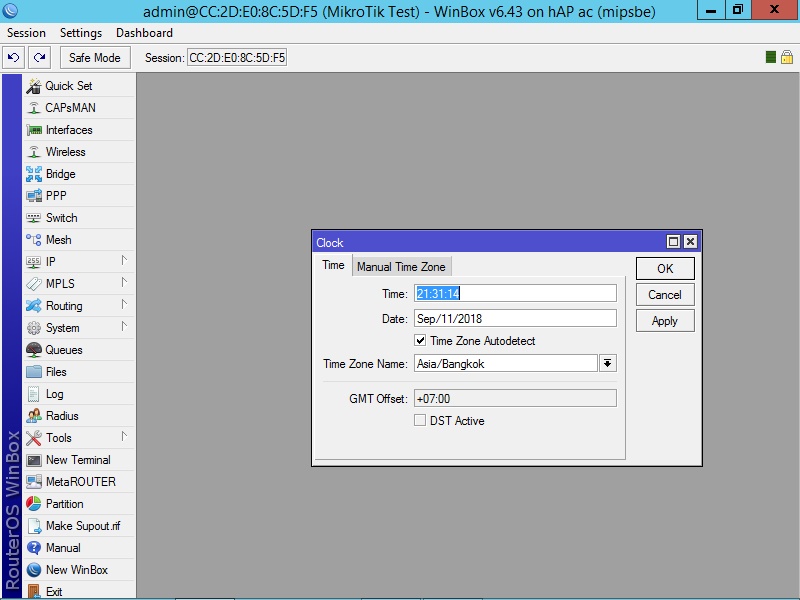 admin@CC:2D:E0:8C:5D:F5 (MikroTik Test) - WinBox v6.43 on hAP ac (mipsbe)
Session Settings Dashboard
Safe Mode Session: CC:2D:E0:8C:5D:F5
Quick Set
CAPsMAN
Interfaces
Wireless
Bridge
PPP
Switch
Mesh
IP
MPLS
Routing
System
Queues
Files
Log
Radius
Tools
New Terminal
MetaROUTER
Partition
Make Supout.rif
Manual
New WinBox
Exit
RouterOS WinBox
Clock
Time Manual Time Zone
Time: 21:31:14
Date: Sep/11/2018
Time Zone Autodetect
Time Zone Name: Asia/Bangkok
GMT Offset: +07:00
DST Active
OK
Cancel
Apply